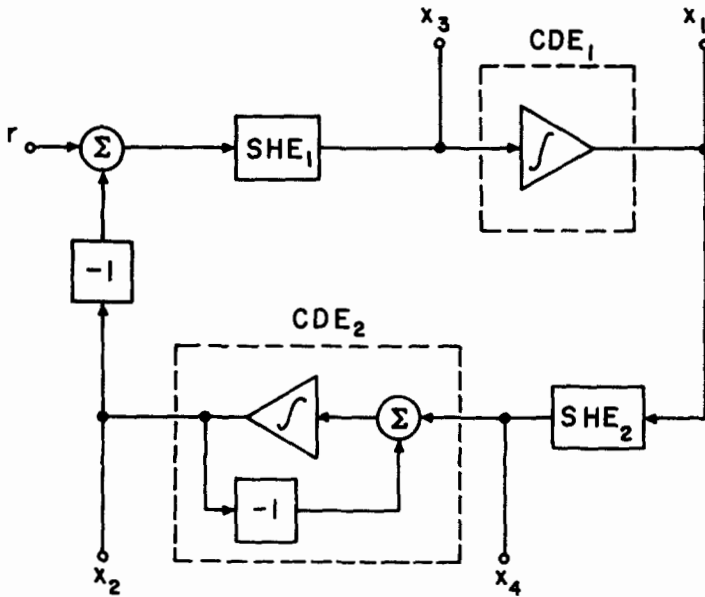 x₃
CDE₁
x₁
r
Σ
SHE₁
∫
-1
CDE₂
∫
Σ
SHE₂
-1
x₂
x₄